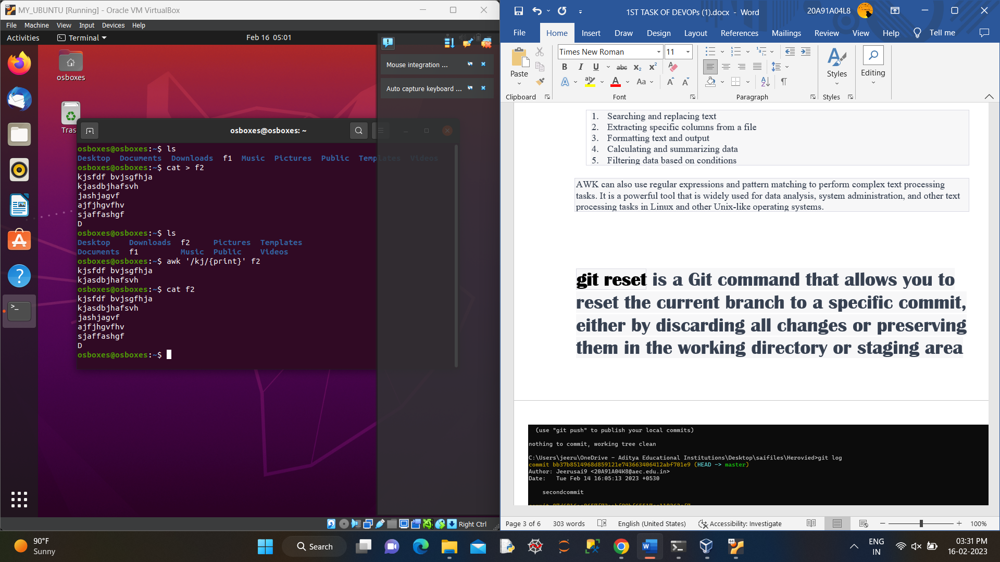 MY_UBUNTU [Running] - Oracle VM VirtualBox
File Machine View Input Devices Help
Activities Terminal Feb 16 05:01
osboxes
Tras
Mouse integration ...
Auto capture keyboard ...
osboxes@osboxes: ~
osboxes@osboxes:~$ ls
Desktop Documents Downloads f1 Music Pictures Public Templates Videos
osboxes@osboxes:~$ cat > f2
kjsfdf bvjsgfhja
kjasdbjhafsvh
jashjagvf
ajfjhgvfhv
sjaffashgf
D
osboxes@osboxes:~$ ls
Desktop Downloads f2 Pictures Templates
Documents f1 Music Public Videos
osboxes@osboxes:~$ awk '/kj/{print}' f2
kjsfdf bvjsgfhja
kjasdbjhafsvh
osboxes@osboxes:~$ cat f2
kjsfdf bvjsgfhja
kjasdbjhafsvh
jashjagvf
ajfjhgvfhv
sjaffashgf
D
osboxes@osboxes:~$
Right Ctrl
1ST TASK OF DEVOPs (1).docx - Word
20A91A04L8
File Home Insert Draw Design Layout References Mailings Review View Help Tell me
Times New Roman 11
Paste
Styles
Editing
Clipboard Font Paragraph Styles
1. Searching and replacing text
2. Extracting specific columns from a file
3. Formatting text and output
4. Calculating and summarizing data
5. Filtering data based on conditions
AWK can also use regular expressions and pattern matching to perform complex text processing
tasks. It is a powerful tool that is widely used for data analysis, system administration, and other text
processing tasks in Linux and other Unix-like operating systems.
git reset is a Git command that allows you to
reset the current branch to a specific commit,
either by discarding all changes or preserving
them in the working directory or staging area
(use "git push" to publish your local commits)
nothing to commit, working tree clean
C:\Users\jeeru\OneDrive - Aditya Educational Institutions\Desktop\saifiles\Herovied>git log
commit bb37b8514968d859121e743663406412abf701e9 (HEAD -> master)
Author: Jeerusai9 <20A91A04K8@aec.edu.in>
Date: Tue Feb 14 16:05:13 2023 +0530
secondcommit
Page 3 of 6 303 words English (United States) Accessibility: Investigate 100%
90°F
Sunny
Search
ENG
IN
03:31 PM
16-02-2023